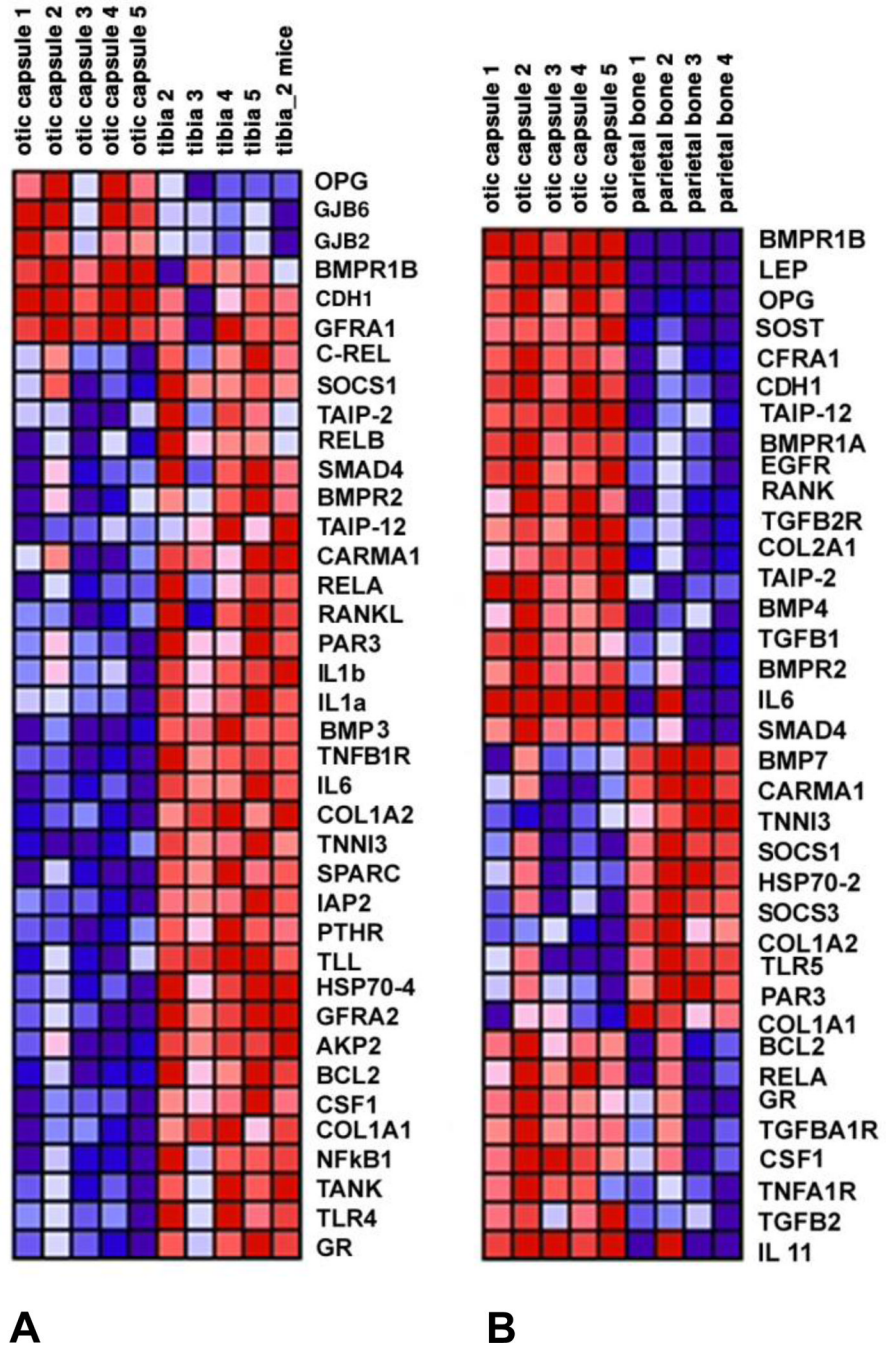 otic capsule 1
otic capsule 2
otic capsule 3
otic capsule 4
otic capsule 5
tibia 2
tibia 3
tibia 4
tibia 5
tibia_2 mice
OPG
GJB6
GJB2
BMPR1B
CDH1
GFRA1
C-REL
SOCS1
TAIP-2
RELB
SMAD4
BMPR2
TAIP-12
CARMA1
RELA
RANKL
PAR3
IL1b
IL1a
BMP3
TNFB1R
IL6
COL1A2
TNNI3
SPARC
IAP2
PTHR
TLL
HSP70-4
GFRA2
AKP2
BCL2
CSF1
COL1A1
NFkB1
TANK
TLR4
GR
A
otic capsule 1
otic capsule 2
otic capsule 3
otic capsule 4
otic capsule 5
parietal bone 1
parietal bone 2
parietal bone 3
parietal bone 4
BMPR1B
LEP
OPG
SOST
CFRA1
CDH1
TAIP-12
BMPR1A
EGFR
RANK
TGFB2R
COL2A1
TAIP-2
BMP4
TGFB1
BMPR2
IL6
SMAD4
BMP7
CARMA1
TNNI3
SOCS1
HSP70-2
SOCS3
COL1A2
TLR5
PAR3
COL1A1
BCL2
RELA
GR
TGFBA1R
CSF1
TNFA1R
TGFB2
IL 11
B